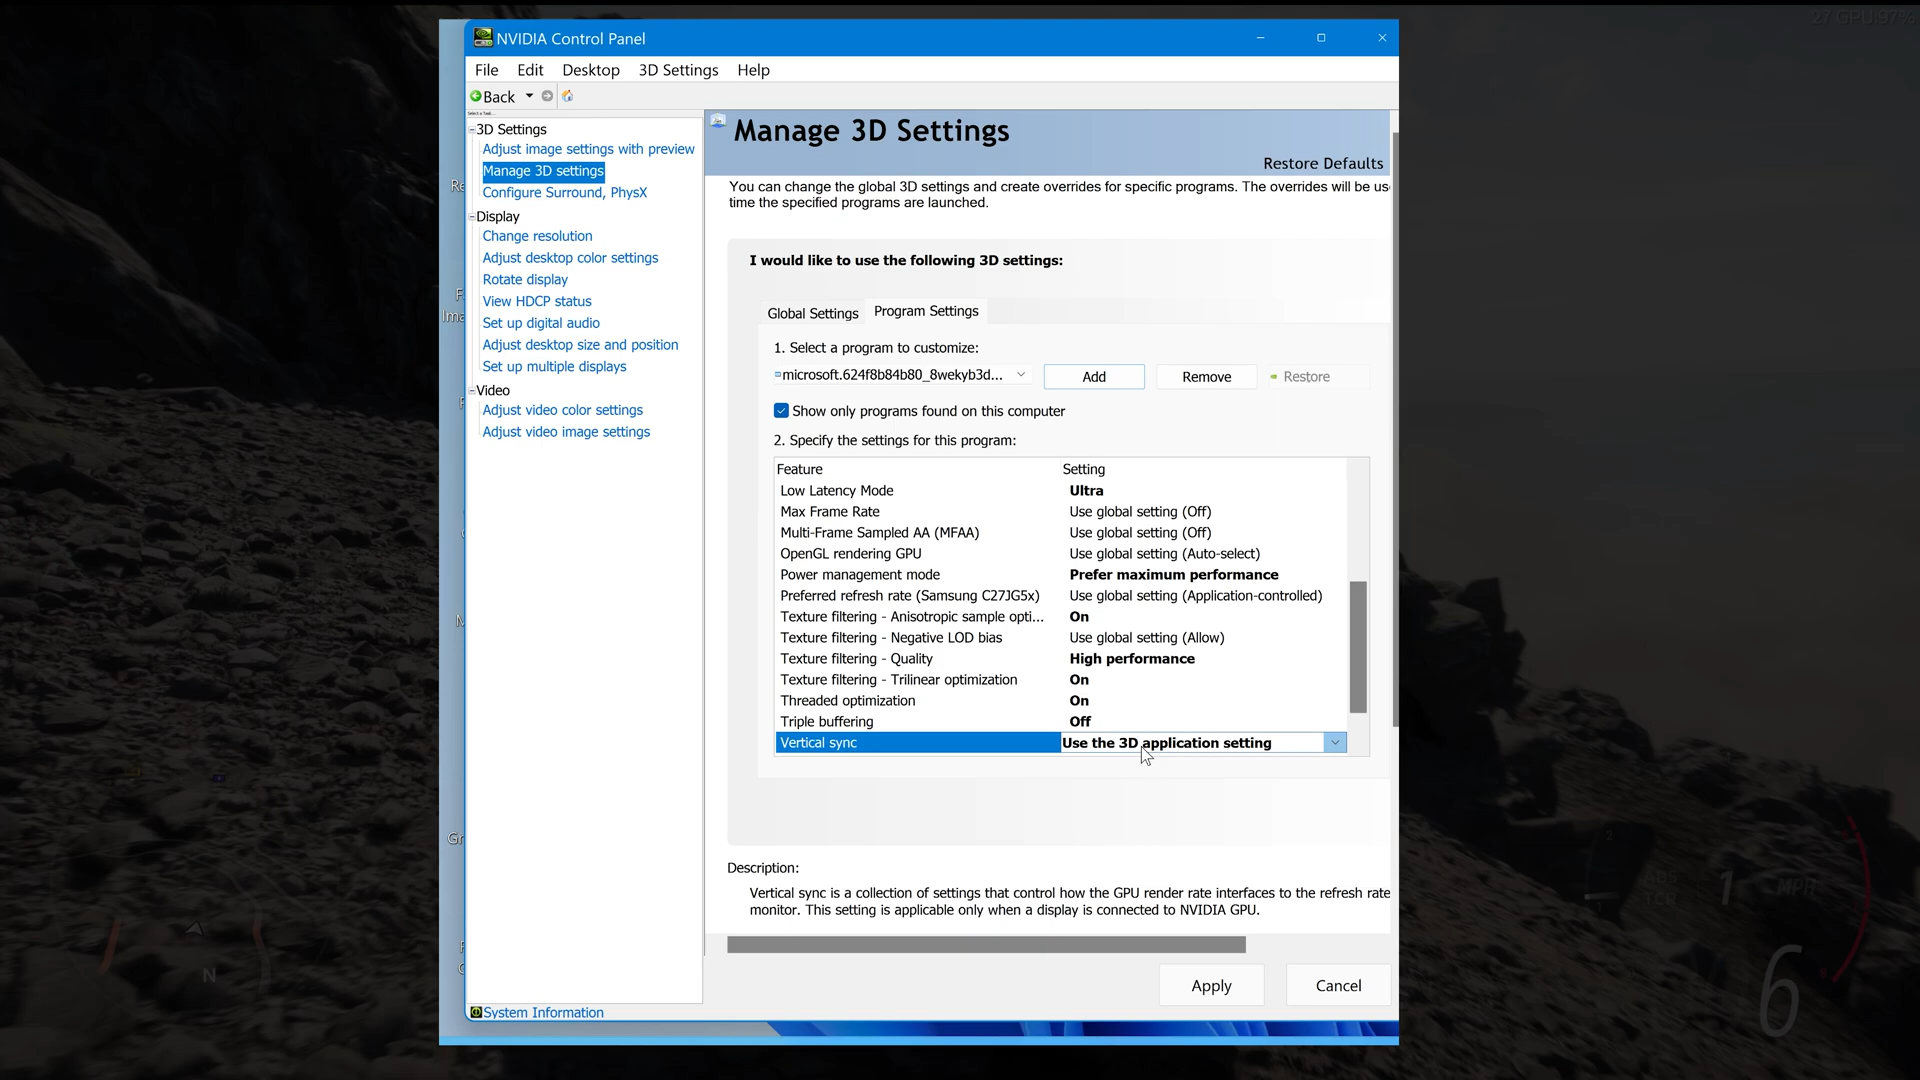 27 GPU:97%
NVIDIA Control Panel
File Edit Desktop 3D Settings Help
Back
Select a Task...
3D Settings
Adjust image settings with preview
Manage 3D settings
Configure Surround, PhysX
Display
Change resolution
Adjust desktop color settings
Rotate display
View HDCP status
Set up digital audio
Adjust desktop size and position
Set up multiple displays
Video
Adjust video color settings
Adjust video image settings
System Information
Manage 3D Settings
Restore Defaults
You can change the global 3D settings and create overrides for specific programs. The overrides will be us
time the specified programs are launched.
I would like to use the following 3D settings:
Global Settings Program Settings
1. Select a program to customize:
microsoft.624f8b84b80_8wekyb3d... Add Remove Restore
Show only programs found on this computer
2. Specify the settings for this program:
Feature Setting
Low Latency Mode Ultra
Max Frame Rate Use global setting (Off)
Multi-Frame Sampled AA (MFAA) Use global setting (Off)
OpenGL rendering GPU Use global setting (Auto-select)
Power management mode Prefer maximum performance
Preferred refresh rate (Samsung C27JG5x) Use global setting (Application-controlled)
Texture filtering - Anisotropic sample opti... On
Texture filtering - Negative LOD bias Use global setting (Allow)
Texture filtering - Quality High performance
Texture filtering - Trilinear optimization On
Threaded optimization On
Triple buffering Off
Vertical sync Use the 3D application setting
Description:
Vertical sync is a collection of settings that control how the GPU render rate interfaces to the refresh rate
monitor. This setting is applicable only when a display is connected to NVIDIA GPU.
Apply Cancel
N
ABS
TCR
1 MPH
6